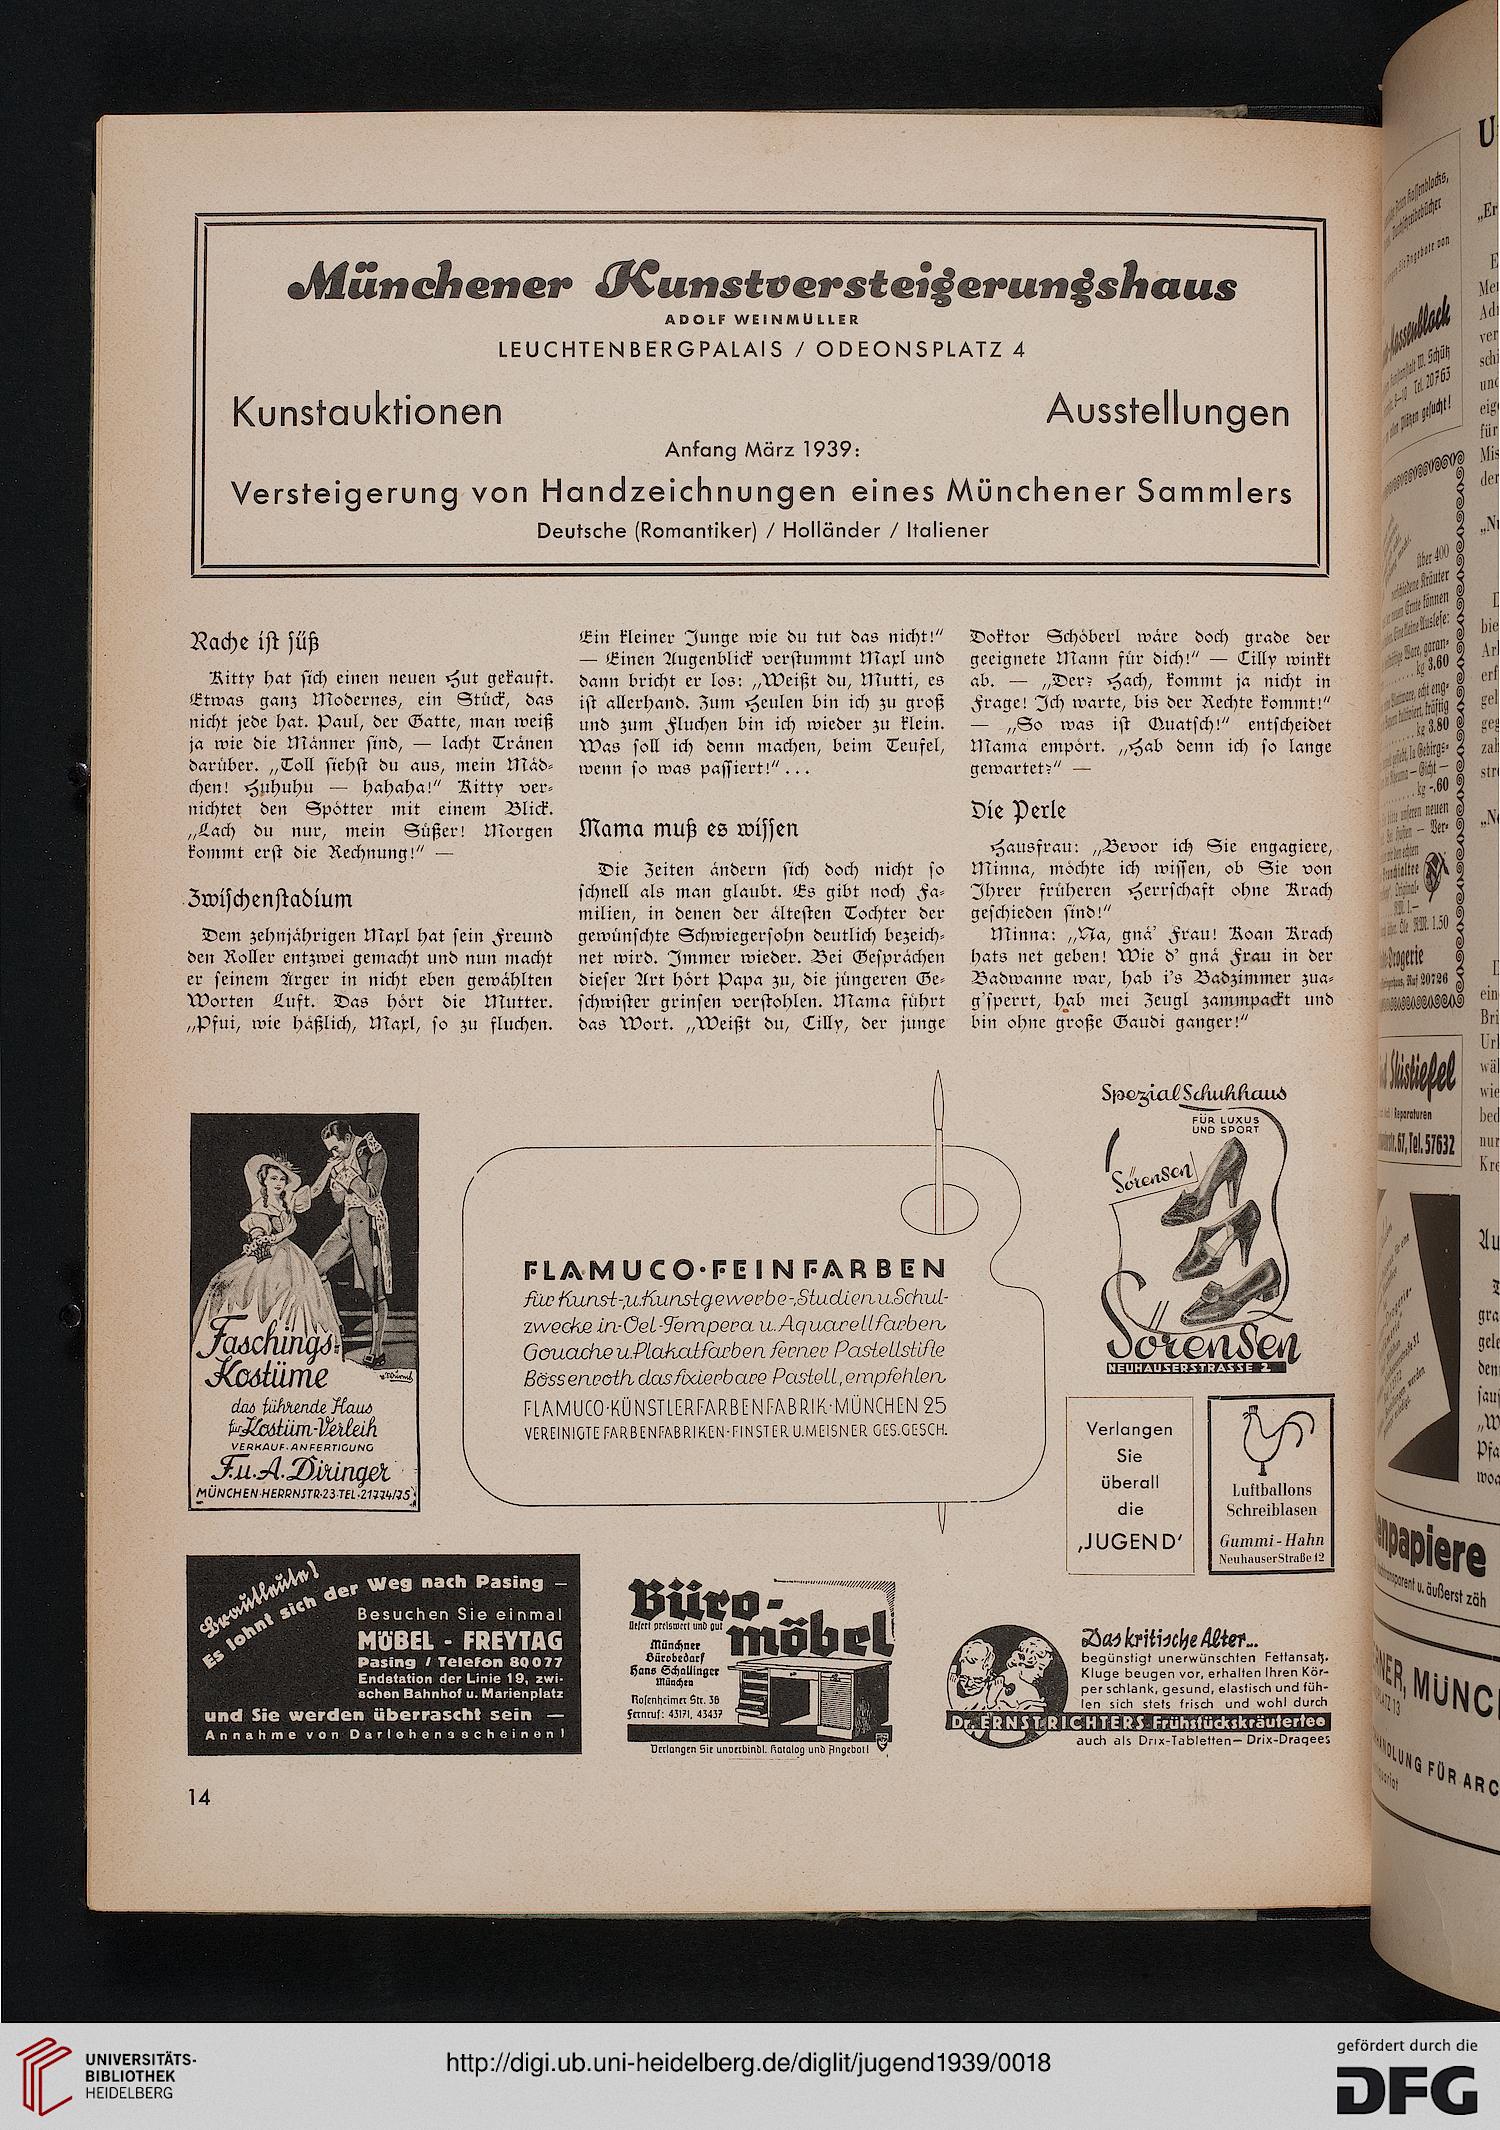 Münchener Kunstversteigerungshaus
ADOLF WEINMÜLLER
LEUCHTENBERGPALAIS / ODEONSPLATZ 4
Kunstauktionen
Ausstellungen
Anfang März 1939:
Versteigerung von Handzeichnungen eines Münchener Sammlers
Deutsche (Romantiker) / Holländer / Italiener
Rache ist süß
Kitty hat sich einen neuen Hut gekauft.
Etwas ganz Modernes, ein Stück, das
nicht jede hat. Paul, der Gatte, man weiß
ja wie die Männer sind, — lacht Tränen
darüber. „Toll siehst du aus, mein Mäd-
chen! Huhuhu — hahaha!" Kitty ver-
nichtet den Spötter mit einem Blick.
„Lach du nur, mein Süßer! Morgen
kommt erst die Rechnung!" —
Zwischenstadium
Dem zehnjährigen Maxl hat sein Freund
den Roller entzwei gemacht und nun macht
er seinem Ärger in nicht eben gewählten
Worten Luft. Das hört die Mutter.
„Pfui, wie häßlich, Maxl, so zu fluchen.
Ein kleiner Junge wie du tut das nicht!"
— Einen Augenblick verstummt Maxl und
dann bricht er los: „Weißt du, Mutti, es
ist allerhand. Zum Heulen bin ich zu groß
und zum Fluchen bin ich wieder zu klein.
Was soll ich denn machen, beim Teufel,
wenn so was passiert!" . . .
Mama muß es wissen
Die Zeiten ändern sich doch nicht so
schnell als man glaubt. Es gibt noch Fa-
milien, in denen der ältesten Tochter der
gewünschte Schwiegersohn deutlich bezeich-
net wird. Immer wieder. Bei Gesprächen
dieser Art hört Papa zu, die jüngeren Ge-
schwister grinsen verstohlen. Mama führt
das Wort. „Weißt du, Cilly, der junge
Doktor Schöberl wäre doch grade der
geeignete Mann für dich!" — Cilly winkt
ab. — „Der? Hach, kommt ja nicht in
Frage! Ich warte, bis der Rechte kommt!"
— „So was ist Quatsch!" entscheidet
Mama empört. „Hab denn ich so lange
gewartet?" —
Die Perle
Hausfrau: „Bevor ich Sie engagiere,
Minna, möchte ich wissen, ob Sie von
Ihrer früheren Herrschaft ohne Krach
geschieden sind!"
Minna: „Na, gnä' Frau! Koan Krach
hats net geben! Wie d' gnä Frau in der
Badwanne war, hab i's Badzimmer zua-
g'sperrt, hab mei Zeugl zammpackt und
bin ohne große Gaudi ganger!"
Faschings-
Kostüme
das führende Haus
für Kostüm-Verleih
VERKAUF·ANFERTIGUNG
F.u.A.Diringer
MÜNCHEN·HERRNSTR·23·TEL·21774/75
FLAMUCO·FEINFARBEN
für Kunst-,u.Kunstgewerbe-,Studien u.Schul-
zwecke in-Oel-Tempera u.Aquarellfarben,
Gouache u.Plakatfarben ferner Pastellstifte
Bössenroth, das fixierbare Pastell, empfehlen,
FLAMUCO·KÜNSTLERFARBENFABRIK·MÜNCHEN 25
VEREINIGTE FARBENFABRIKEN·FINSTER U.MEISNER GES.GESCH.
Spezial Schuhhaus
FÜR LUXUS
UND SPORT
Sörensen
Sörensen
NEUHAUSERSTRASSE 2
Verlangen
Sie
überall
die
‚JUGEND'
Luftballons
Schreiblasen
Gummi-Hahn
Neuhauser Straße 12
Brautleute!
Es lohnt sich der Weg nach Pasing —
Besuchen Sie einmal
MÖBEL - FREYTAG
Pasing / Telefon 80077
Endstation der Linie 19, zwi-
schen Bahnhof u. Marienplatz
und Sie werden überrascht sein —
Annahme von Darlehensscheinen!
Büro-
möbel
liefert preiswert und gut
Münchner
Bürobedarf
Hans Schallinger
München
Rosenheimer Str. 38
Fernruf: 43171, 43437
Verlangen Sie unverbindl. Katalog und Angebot!
Das kritische Alter...
begünstigt unerwünschten Fettansatz.
Kluge beugen vor, erhalten Ihren Kör-
per schlank, gesund, elastisch und füh-
len sich stets frisch und wohl durch
Dr. ERNST RICHTERS Frühstückskräutertee
auch als Drix-Tabletten — Drix-Dragees
14
Skistiefel
Reparaturen
Tel. 57632
über 400
kg 3,60
kg 3.80
kg -,60
RM. 1.50
Ruf 20726
UNIVERSITÄTS-
BIBLIOTHEK
HEIDELBERG
http://digi.ub.uni-heidelberg.de/diglit/jugend1939/0018
gefördert durch die
DFG